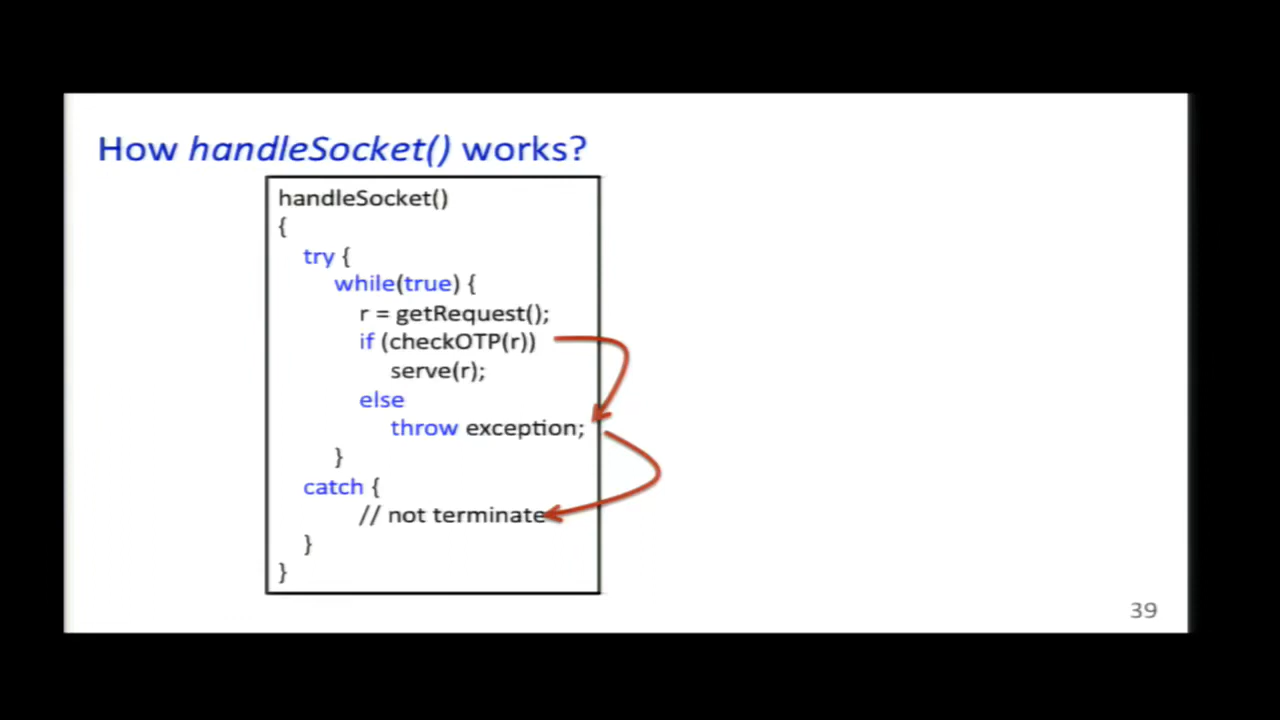 How handleSocket() works?
handleSocket()
{
try {
while(true) {
r = getRequest();
if (checkOTP(r))
serve(r);
else
throw exception;
}
catch {
// not terminate
}
}
39